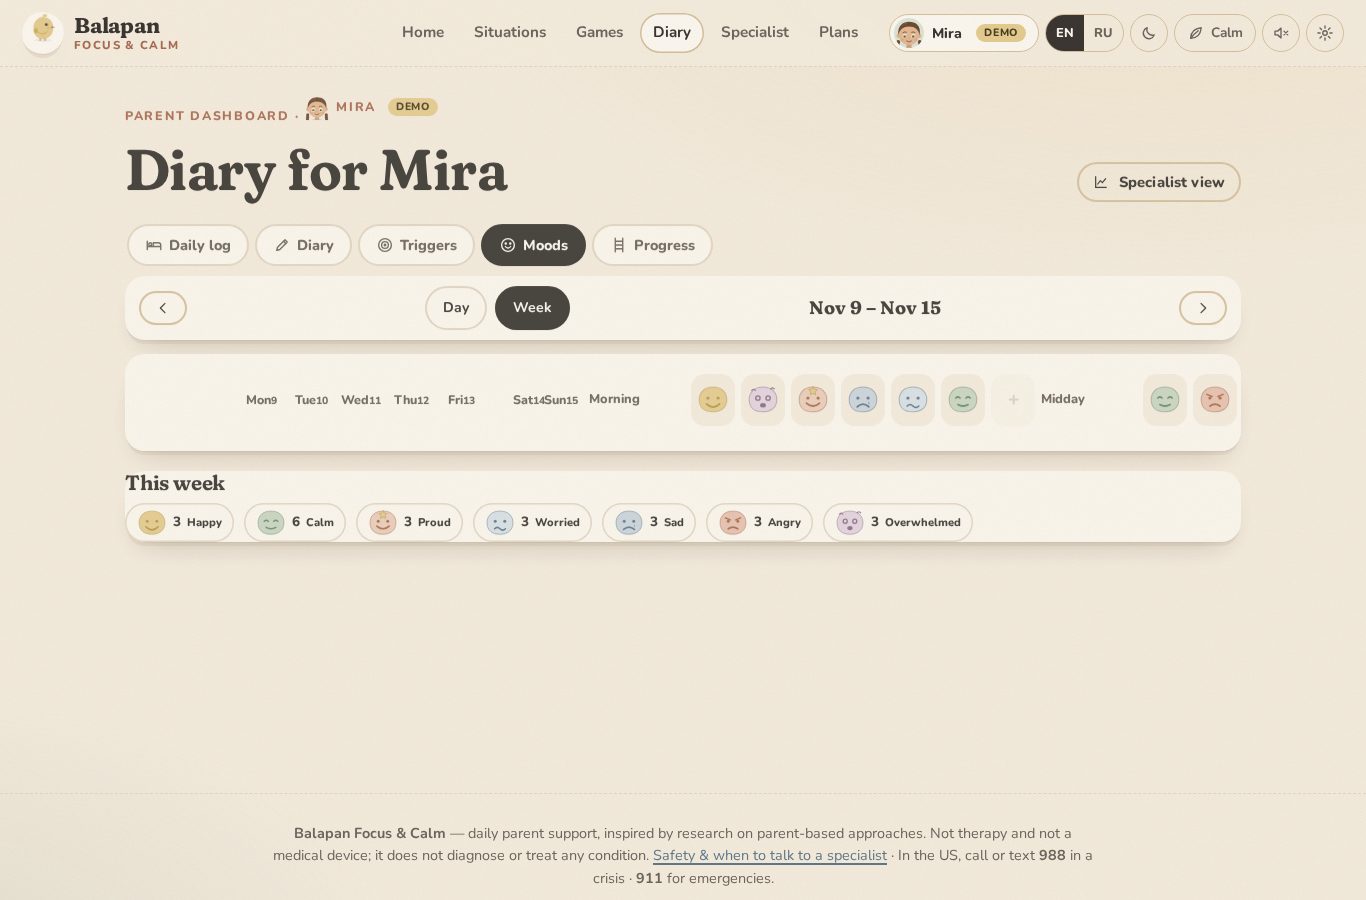 Balapan
FOCUS & CALM
Home Situations Games Diary Specialist Plans
Mira DEMO EN RU Calm
PARENT DASHBOARD · MIRA DEMO
Diary for Mira
Specialist view
Daily log Diary Triggers Moods Progress
Day Week Nov 9 – Nov 15
Mon9 Tue10 Wed11 Thu12 Fri13 Sat14 Sun15 Morning + Midday
This week
3 Happy 6 Calm 3 Proud 3 Worried 3 Sad 3 Angry 3 Overwhelmed
Balapan Focus & Calm — daily parent support, inspired by research on parent-based approaches. Not therapy and not a
medical device; it does not diagnose or treat any condition. Safety & when to talk to a specialist · In the US, call or text 988 in a
crisis · 911 for emergencies.